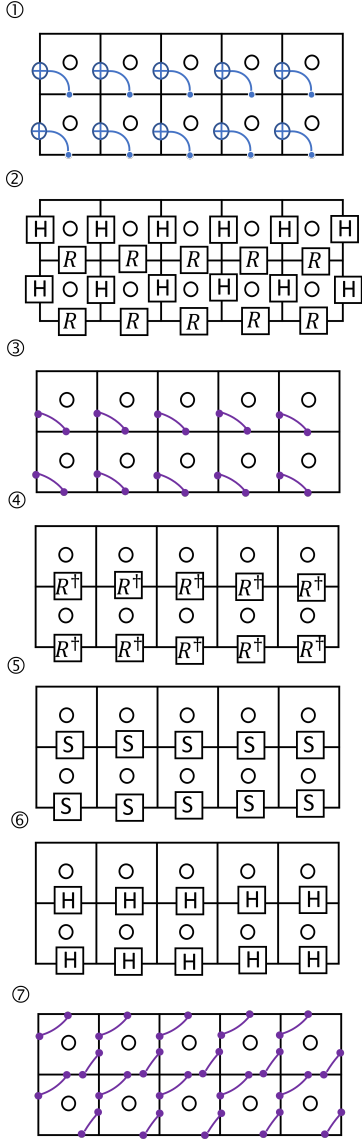 ①
②
H H H H H H
R R R R R
H H H H H H
R R R R R
③
④
R† R† R† R† R†
R† R† R† R† R†
⑤
S S S S S
S S S S S
⑥
H H H H H
H H H H H
⑦